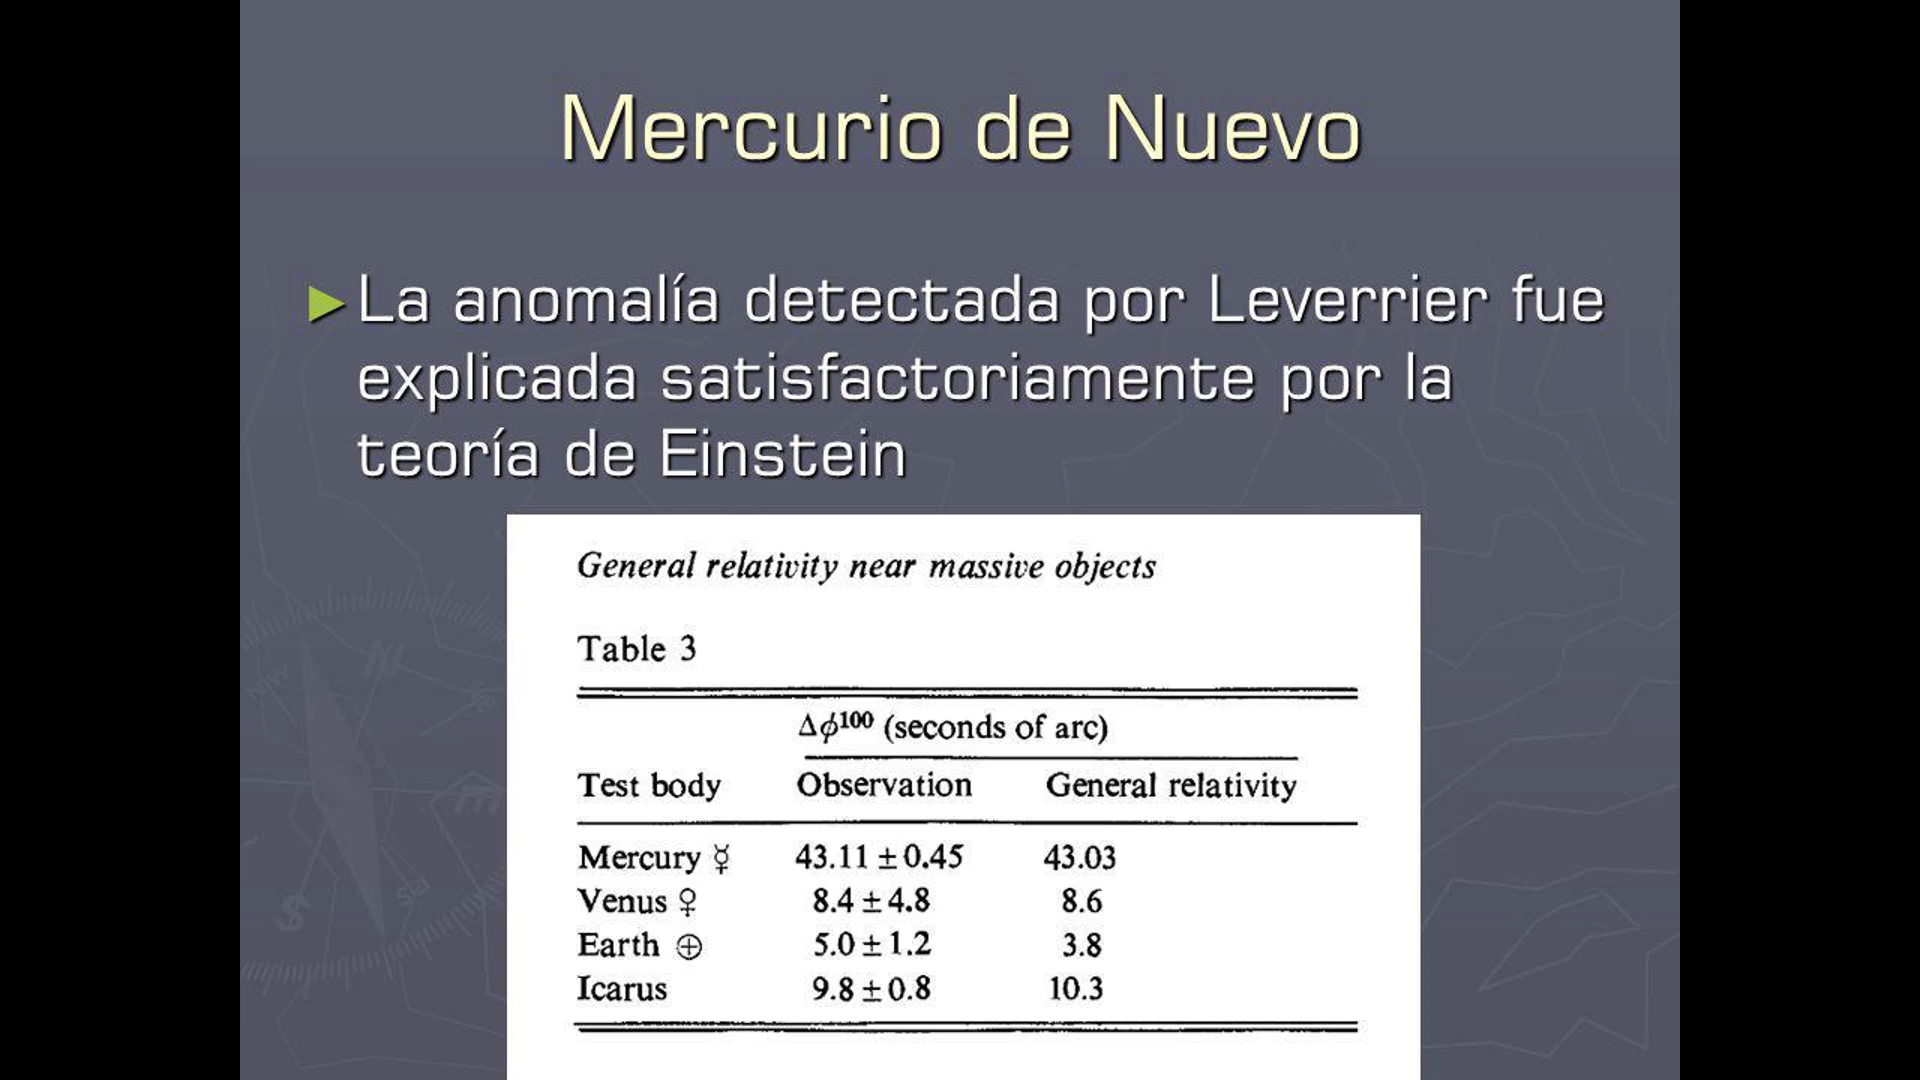 Mercurio de Nuevo
►La anomalía detectada por Leverrier fue
explicada satisfactoriamente por la
teoría de Einstein
General relativity near massive objects
Table 3
Δϕ¹⁰⁰ (seconds of arc)
Test body Observation General relativity
Mercury ☿ 43.11 ± 0.45 43.03
Venus ♀ 8.4 ± 4.8 8.6
Earth ⊕ 5.0 ± 1.2 3.8
Icarus 9.8 ± 0.8 10.3